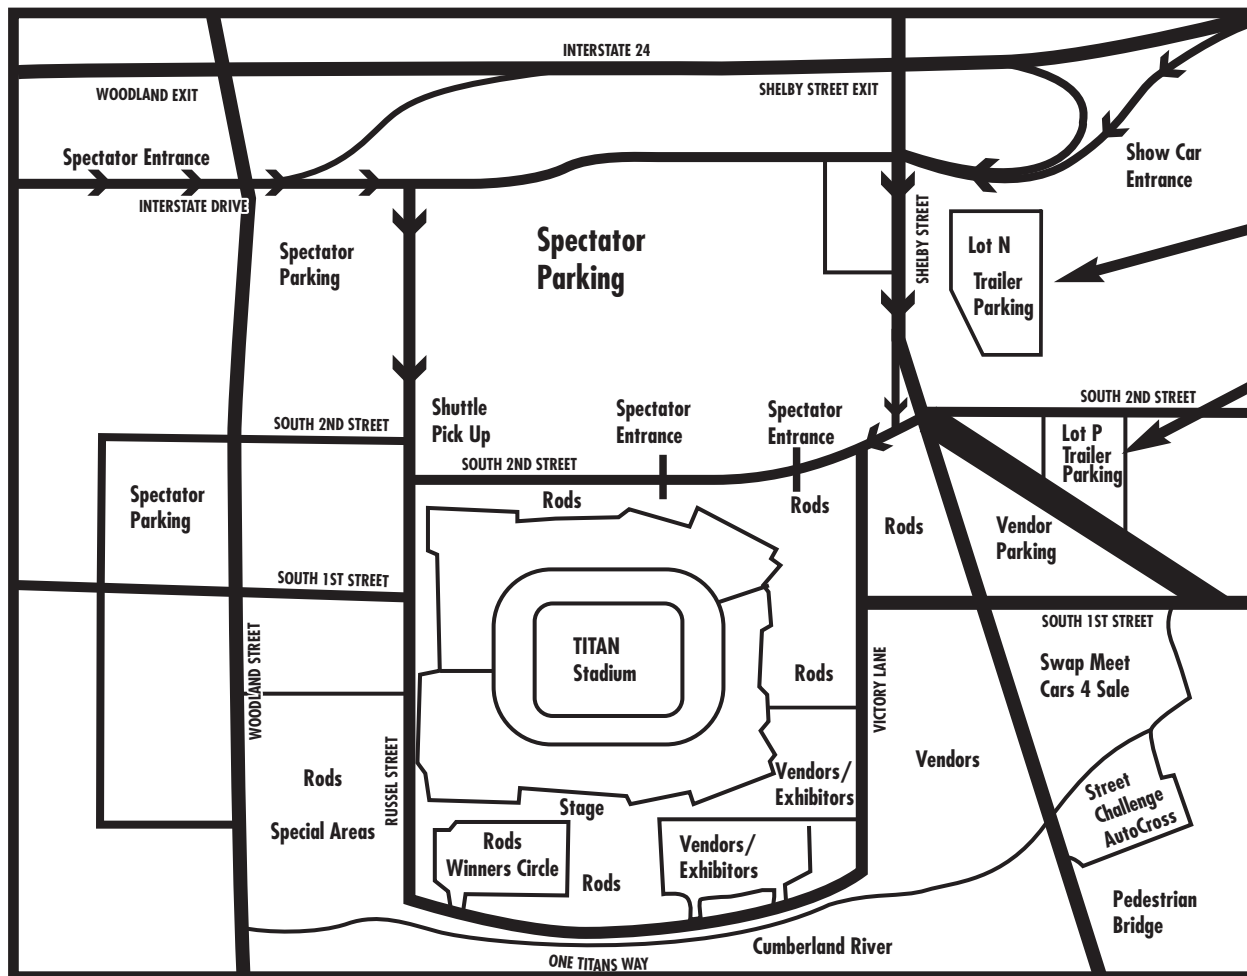 INTERSTATE 24
WOODLAND EXIT
SHELBY STREET EXIT
Spectator Entrance
Show Car
Entrance
INTERSTATE DRIVE
SHELBY STREET
Spectator
Parking
Spectator
Parking
Lot N
Trailer
Parking
SOUTH 2ND STREET
Shuttle
Pick Up
Spectator
Entrance
Spectator
Entrance
SOUTH 2ND STREET
SOUTH 2ND STREET
Lot P
Trailer
Parking
Spectator
Parking
Rods
Rods
Rods
Vendor
Parking
SOUTH 1ST STREET
SOUTH 1ST STREET
TITAN
Stadium
WOODLAND STREET
RUSSEL STREET
VICTORY LANE
Rods
Swap Meet
Cars 4 Sale
Rods
Special Areas
Vendors/
Exhibitors
Vendors
Street
Challenge
AutoCross
Stage
Rods
Winners Circle
Rods
Vendors/
Exhibitors
Pedestrian
Bridge
Cumberland River
ONE TITANS WAY